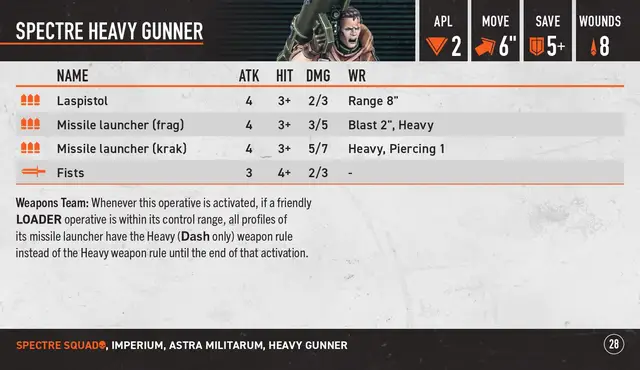 SPECTRE HEAVY GUNNER
APL 2
MOVE 6"
SAVE 5+
WOUNDS 8
NAME ATK HIT DMG WR
Laspistol 4 3+ 2/3 Range 8"
Missile launcher (frag) 4 3+ 3/5 Blast 2", Heavy
Missile launcher (krak) 4 3+ 5/7 Heavy, Piercing 1
Fists 3 4+ 2/3 -
Weapons Team: Whenever this operative is activated, if a friendly
LOADER operative is within its control range, all profiles of
its missile launcher have the Heavy (Dash only) weapon rule
instead of the Heavy weapon rule until the end of that activation.
SPECTRE SQUAD, IMPERIUM, ASTRA MILITARUM, HEAVY GUNNER
28